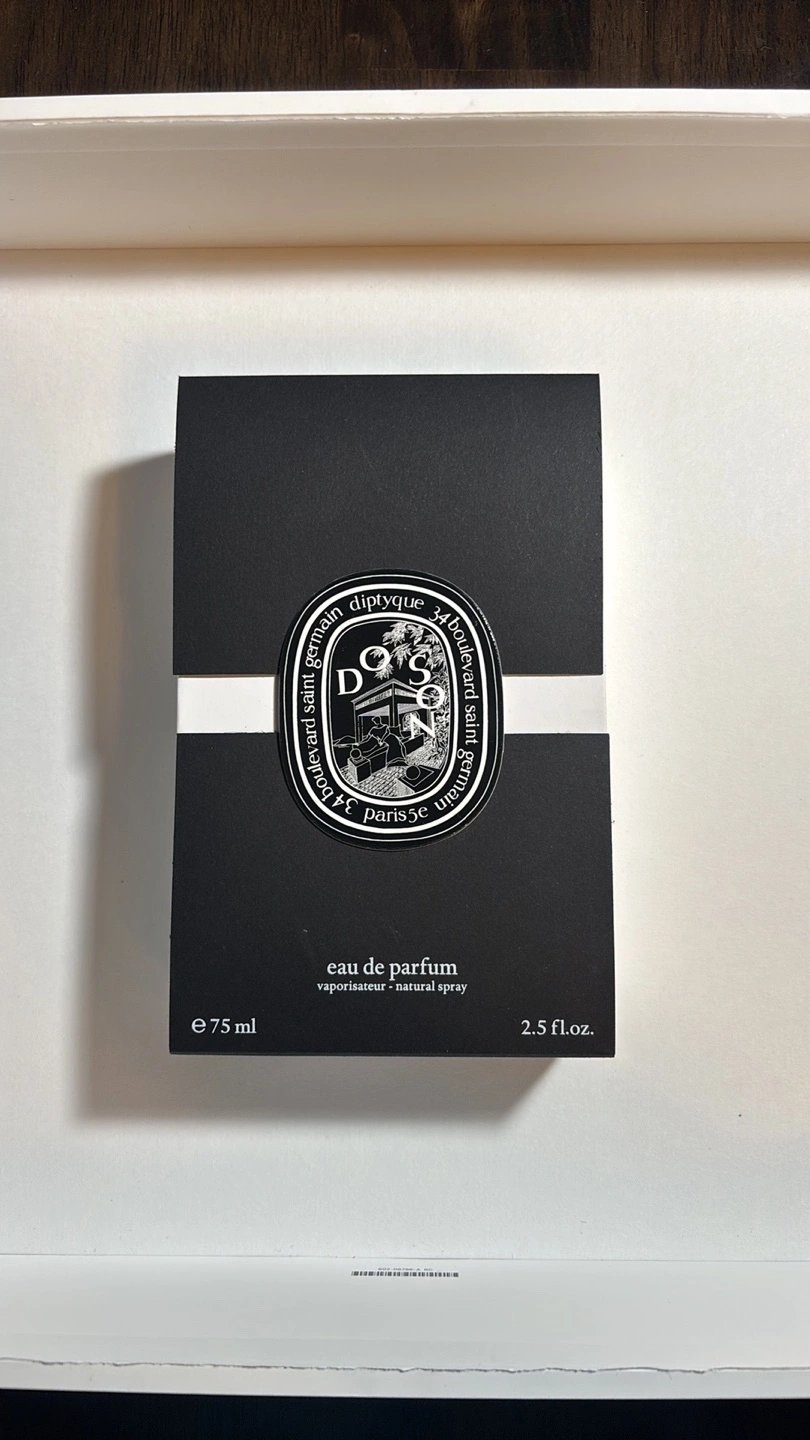 diptyque 34 boulevard saint germain paris 5e 34 boulevard saint germain
DO SON
eau de parfum
vaporisateur - natural spray
℮ 75 ml
2.5 fl.oz.